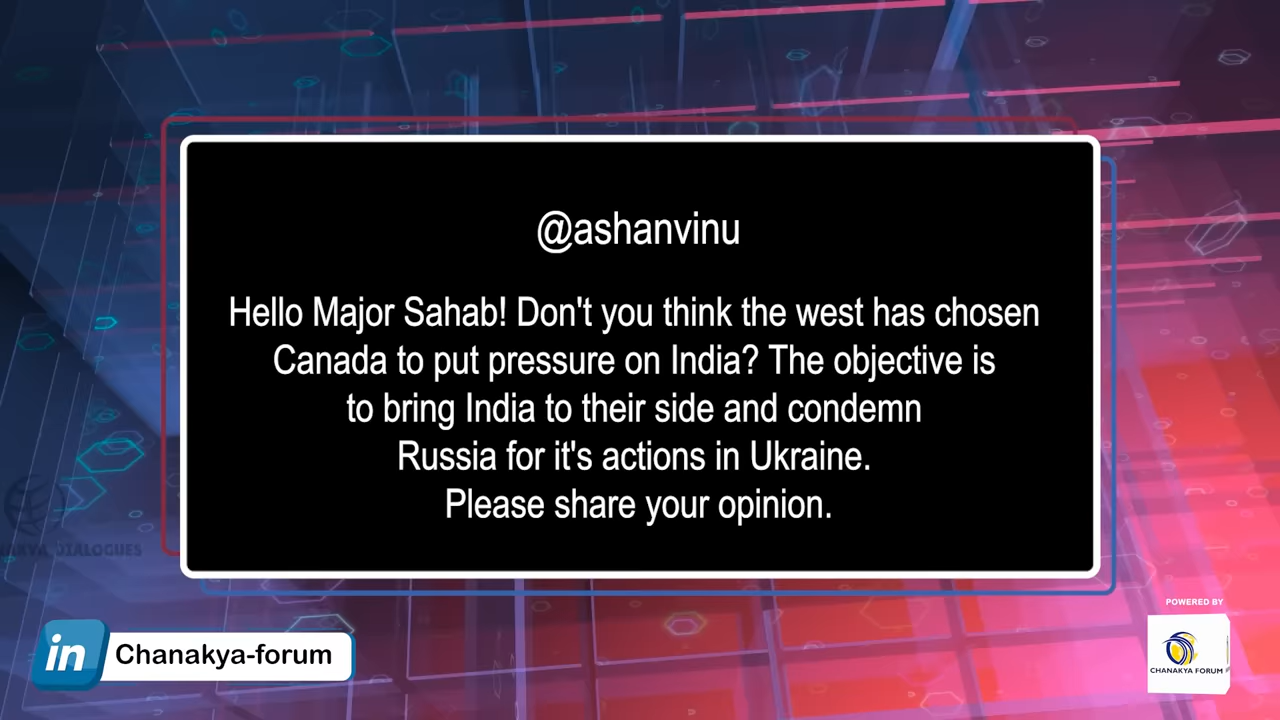 @ashanvinu
Hello Major Sahab! Don't you think the west has chosen
Canada to put pressure on India? The objective is
to bring India to their side and condemn
Russia for it's actions in Ukraine.
Please share your opinion.
DIALOGUES
POWERED BY
CHANAKYA FORUM
in Chanakya-forum